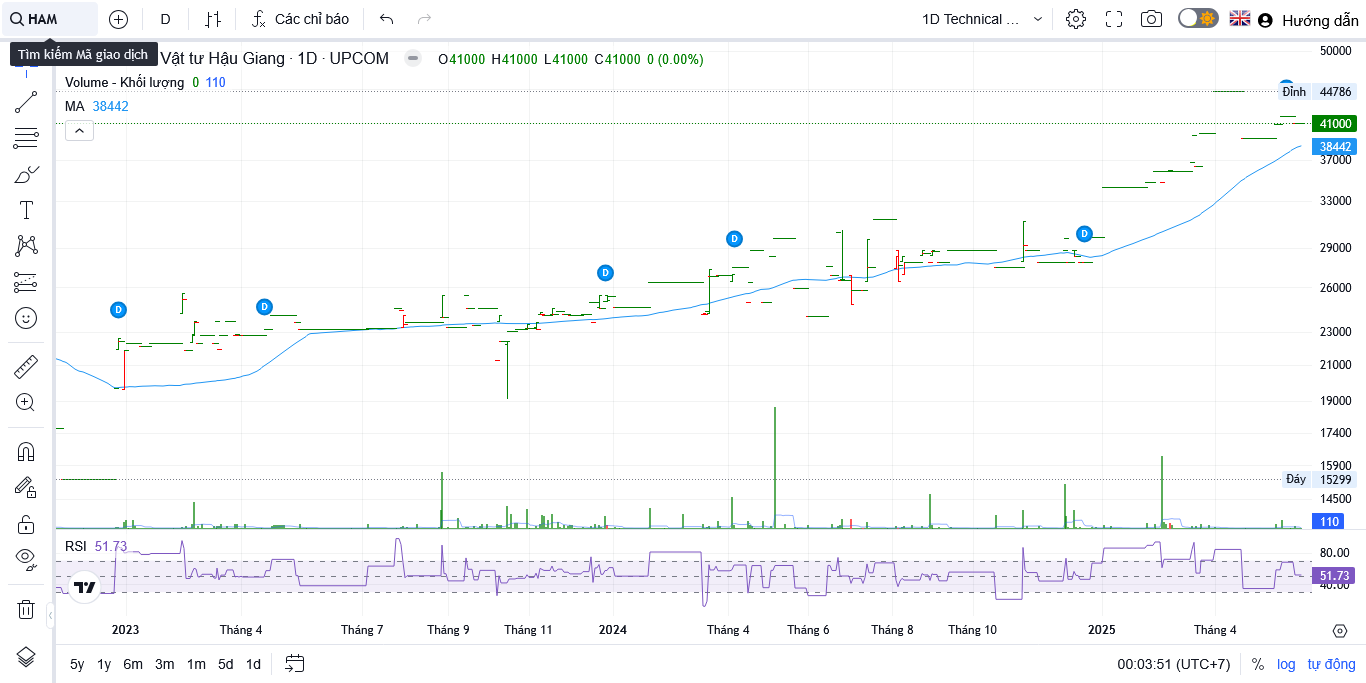 HAM
D
Các chỉ báo
1D Technical ...
Hướng dẫn
Tìm kiếm Mã giao dịch
Vật tư Hậu Giang · 1D · UPCOM
O41000 H41000 L41000 C41000 0 (0.00%)
Volume - Khối lượng 0 110
MA 38442
50000
Đỉnh 44786
41000
38442
37000
33000
29000
26000
23000
21000
19000
17400
15900
Đáy 15299
14500
110
D
D
D
D
D
RSI 51.73
80.00
51.73
40.00
2023
Tháng 4
Tháng 7
Tháng 9
Tháng 11
2024
Tháng 4
Tháng 6
Tháng 8
Tháng 10
2025
Tháng 4
5y 1y 6m 3m 1m 5d 1d
00:03:51 (UTC+7)
% log tự động